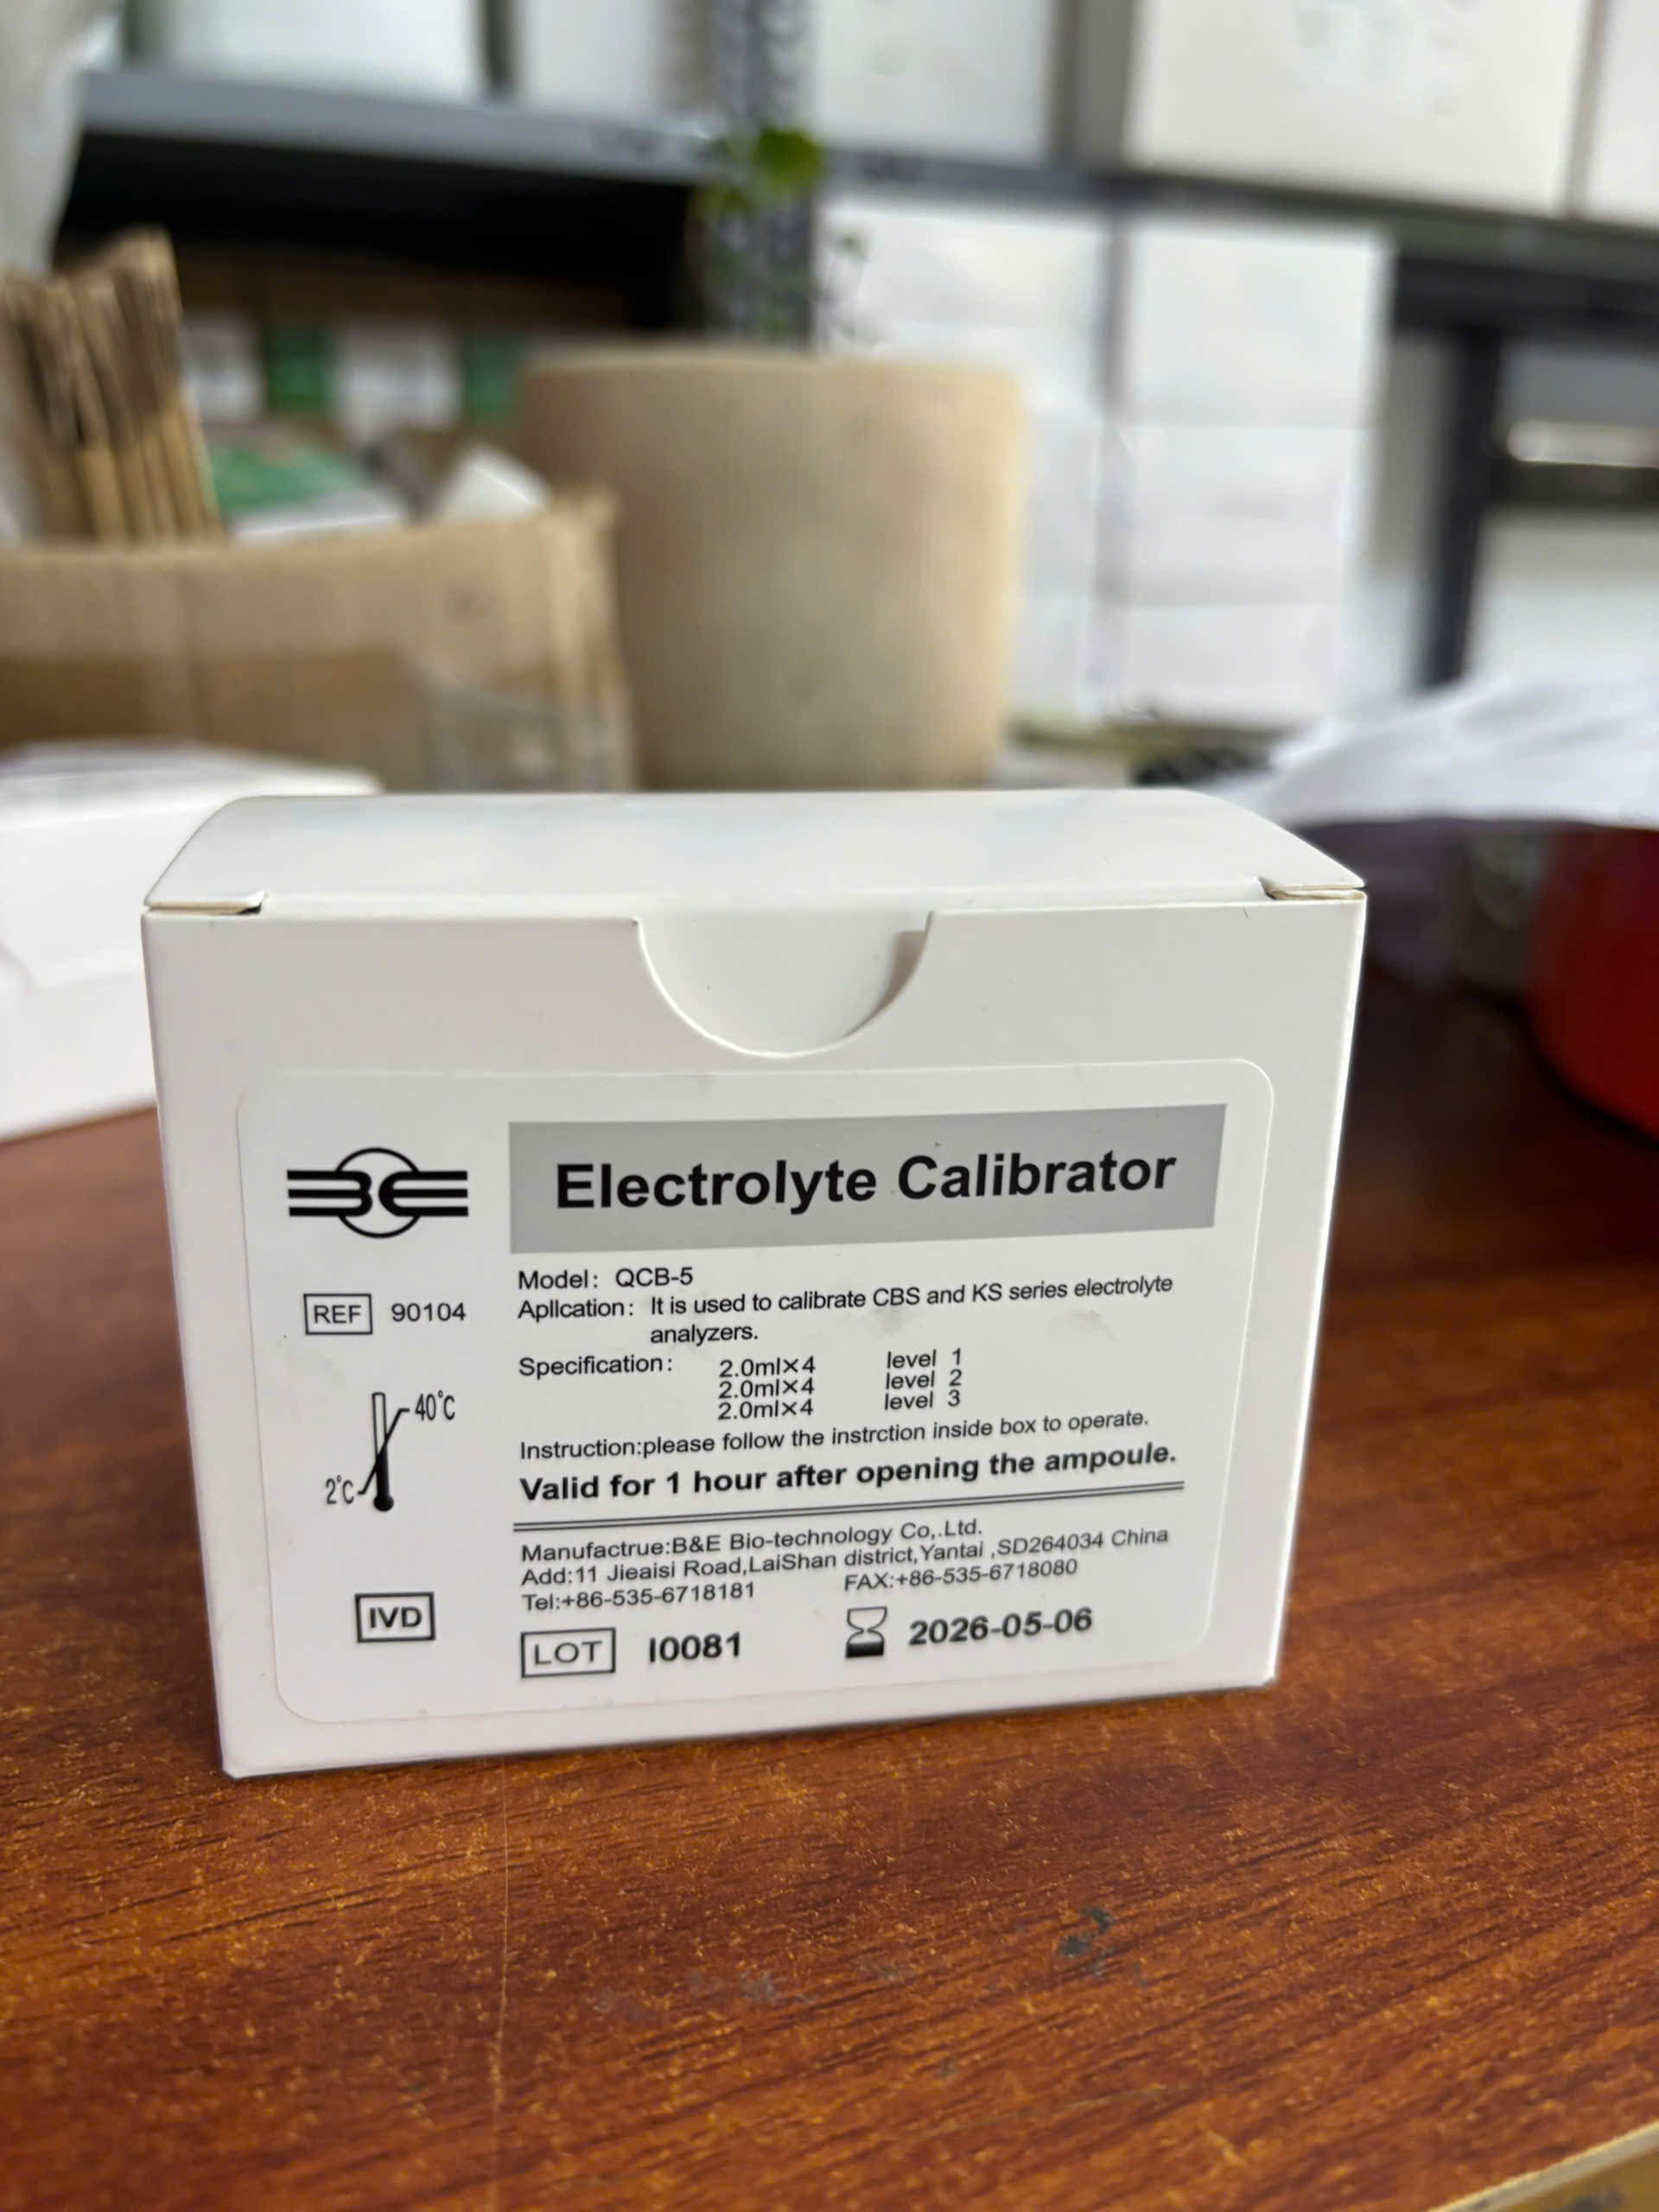 BE
Electrolyte Calibrator
Model: QCB-5
REF 90104
Apllcation: It is used to calibrate CBS and KS series electrolyte
analyzers.
Specification: 2.0ml×4 level 1
2.0ml×4 level 2
2.0ml×4 level 3
40°C
2°C
Instruction:please follow the instrction inside box to operate.
Valid for 1 hour after opening the ampoule.
Manufactrue:B&E Bio-technology Co,.Ltd.
Add:11 Jieaisi Road,LaiShan district,Yantai ,SD264034 China
Tel:+86-535-6718181 FAX:+86-535-6718080
IVD
LOT I0081 2026-05-06